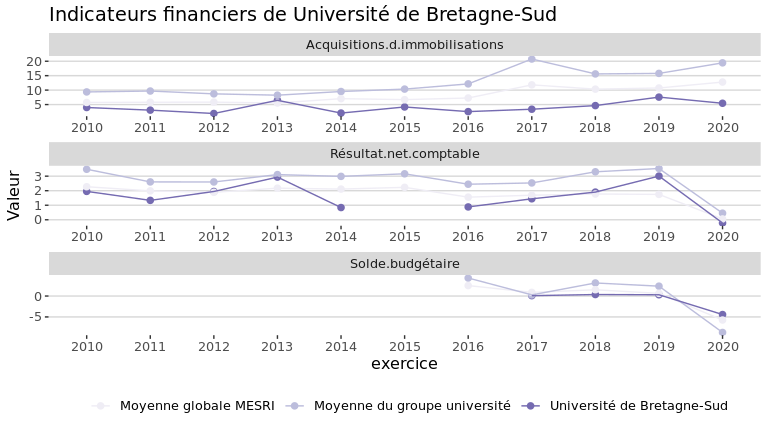 Indicateurs financiers de Université de Bretagne-Sud
Acquisitions.d.immobilisations
20
15
10
5
2010 2011 2012 2013 2014 2015 2016 2017 2018 2019 2020
Résultat.net.comptable
3
2
1
0
2010 2011 2012 2013 2014 2015 2016 2017 2018 2019 2020
Valeur
Solde.budgétaire
0
-5
2010 2011 2012 2013 2014 2015 2016 2017 2018 2019 2020
exercice
Moyenne globale MESRI Moyenne du groupe université Université de Bretagne-Sud